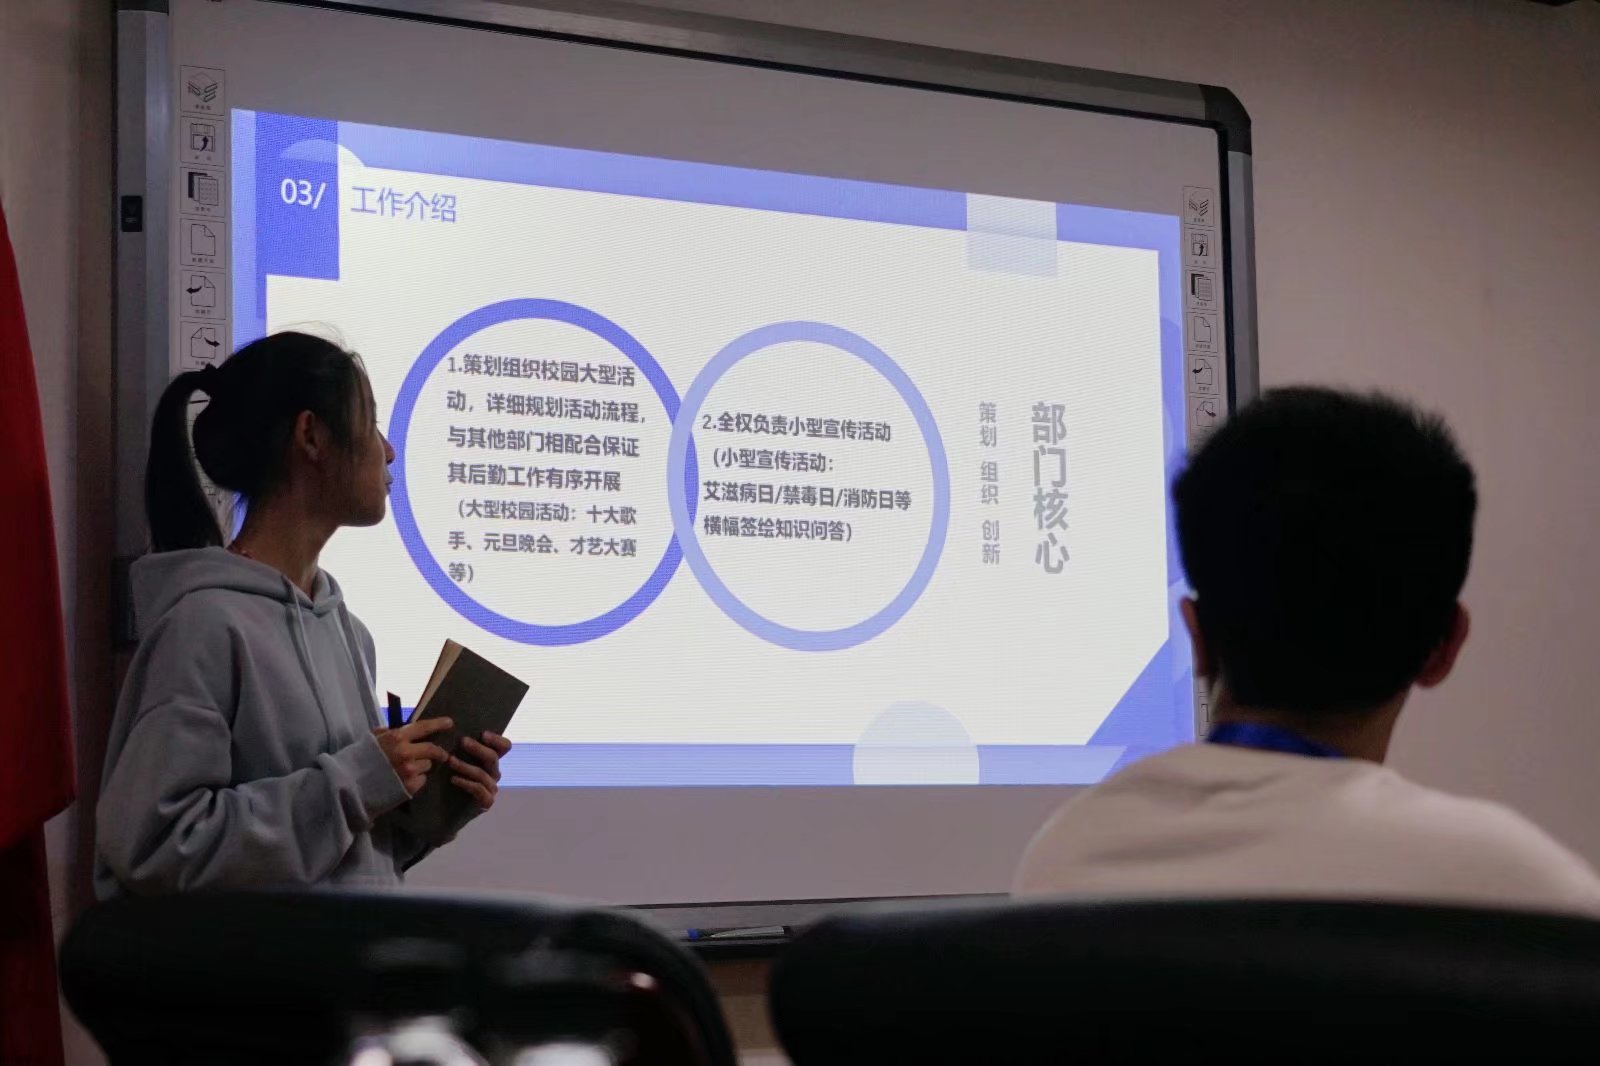 03/ 工作介绍
1.策划组织校园大型活
动，详细规划活动流程，
与其他部门相配合保证
其后勤工作有序开展
（大型校园活动：十大歌
手、元旦晚会、才艺大赛
等）
2.全权负责小型宣传活动
（小型宣传活动：
艾滋病日/禁毒日/消防日等
横幅签绘知识问答）
部门核心
策划 组织 创新